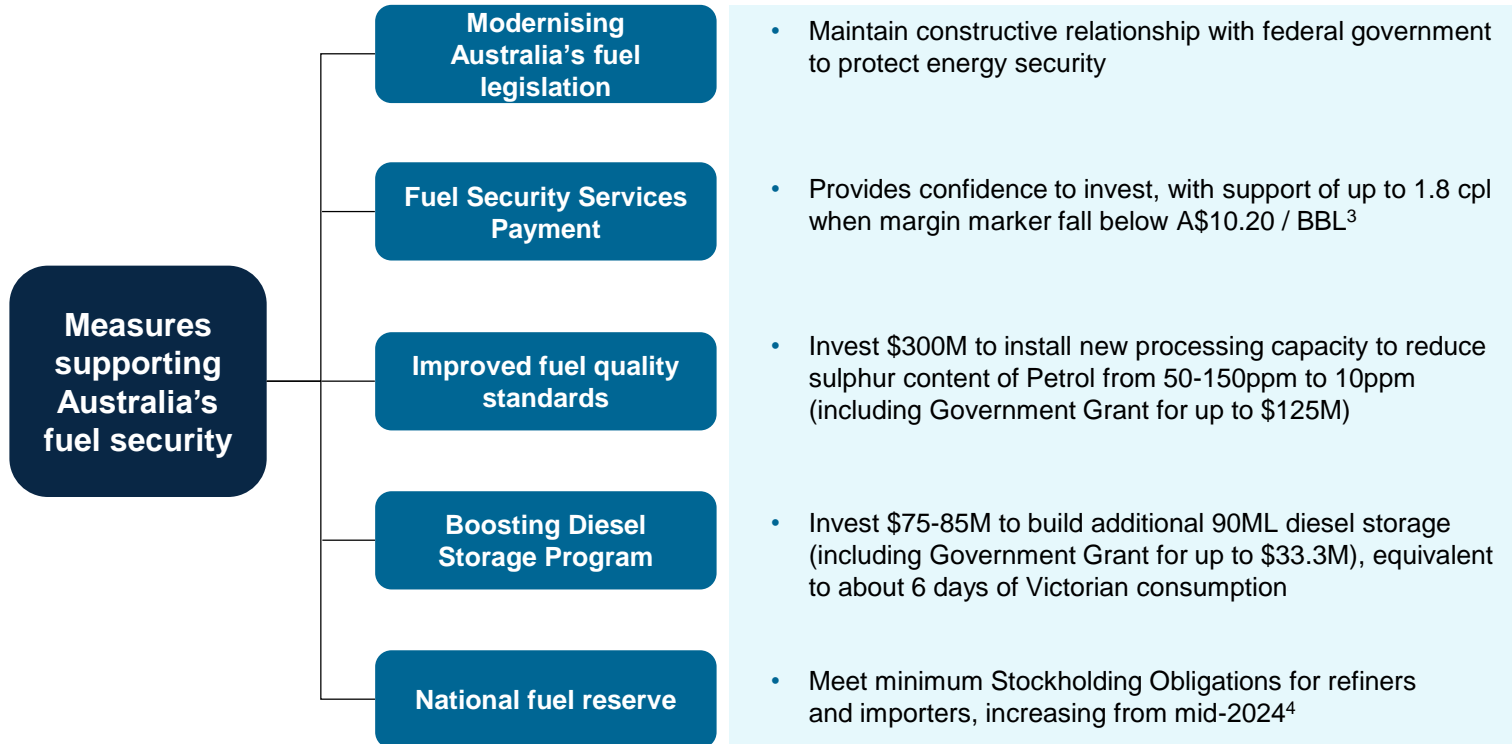 Modernising
Australia’s fuel
legislation
• Maintain constructive relationship with federal government
to protect energy security
Fuel Security Services
Payment
• Provides confidence to invest, with support of up to 1.8 cpl
when margin marker fall below A$10.20 / BBL³
Measures
supporting
Australia’s
fuel security
Improved fuel quality
standards
• Invest $300M to install new processing capacity to reduce
sulphur content of Petrol from 50-150ppm to 10ppm
(including Government Grant for up to $125M)
Boosting Diesel
Storage Program
• Invest $75-85M to build additional 90ML diesel storage
(including Government Grant for up to $33.3M), equivalent
to about 6 days of Victorian consumption
National fuel reserve
• Meet minimum Stockholding Obligations for refiners
and importers, increasing from mid-2024⁴